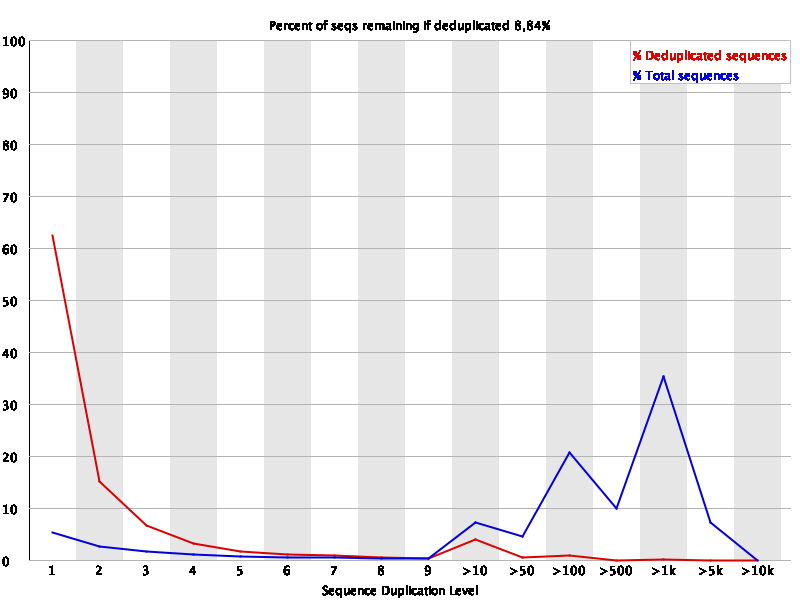 Percent of seqs remaining if deduplicated 8,84%
% Deduplicated sequences
% Total sequences
100
90
80
70
60
50
40
30
20
10
0
1 2 3 4 5 6 7 8 9 >10 >50 >100 >500 >1k >5k >10k
Sequence Duplication Level